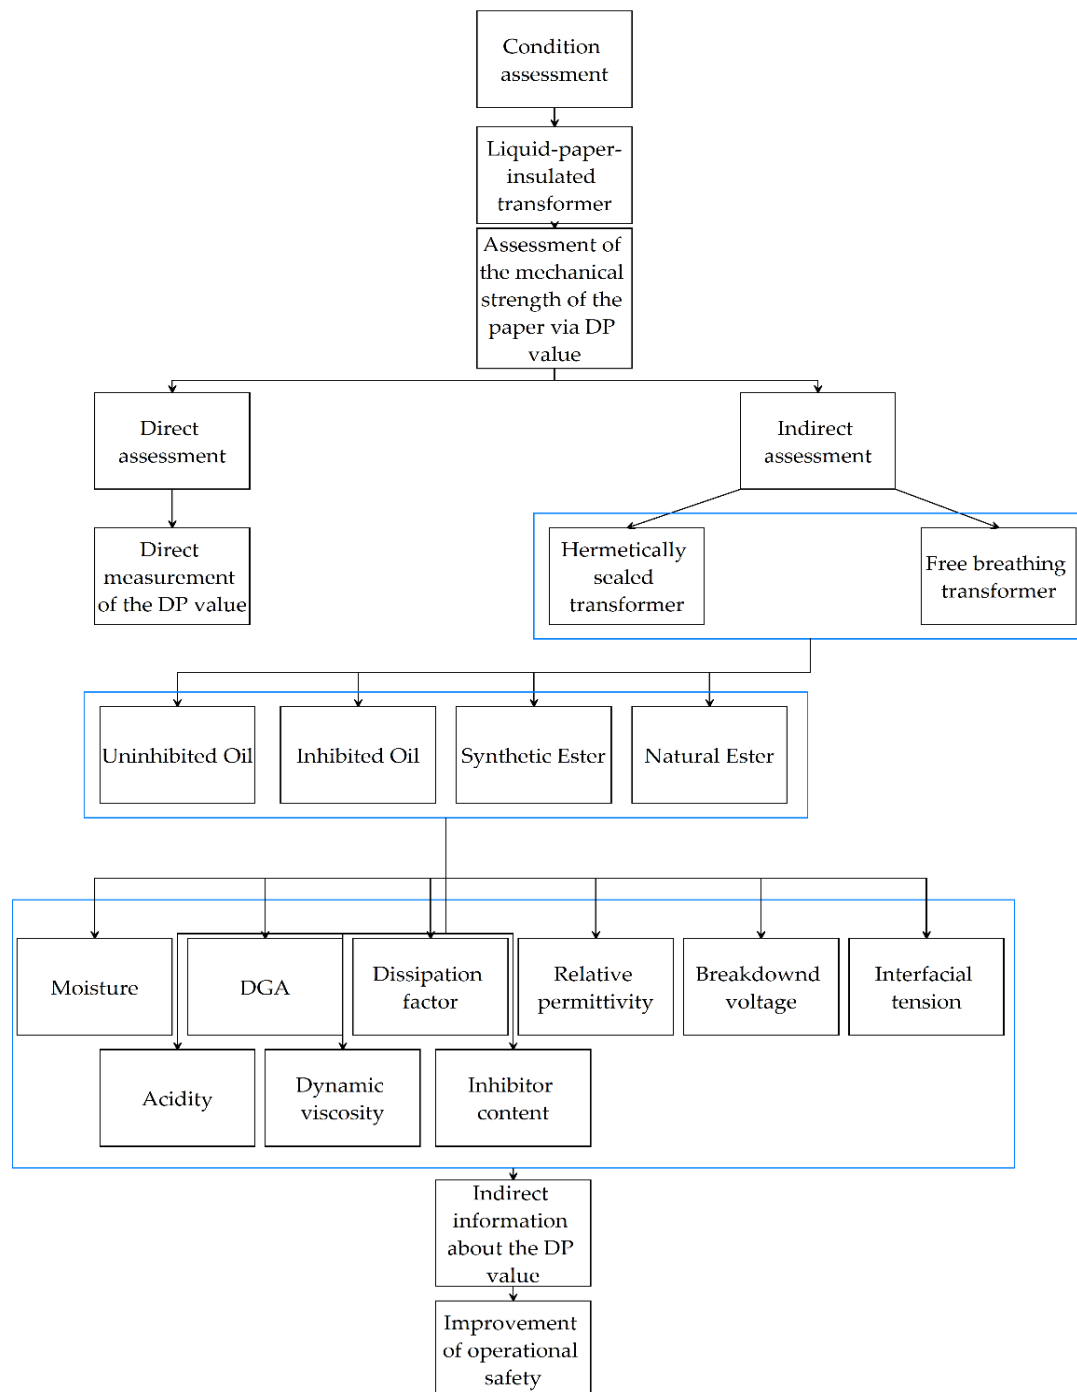 Condition
assessment
Liquid-paper-
insulated
transformer
Assessment of
the mechanical
strength of the
paper via DP
value
Direct
assessment
Indirect
assessment
Direct
measurement
of the DP value
Hermetically
sealed
transformer
Free breathing
transformer
Uninhibited Oil
Inhibited Oil
Synthetic Ester
Natural Ester
Moisture
DGA
Dissipation
factor
Relative
permittivity
Breakdownd
voltage
Interfacial
tension
Acidity
Dynamic
viscosity
Inhibitor
content
Indirect
information
about the DP
value
Improvement
of operational
safety